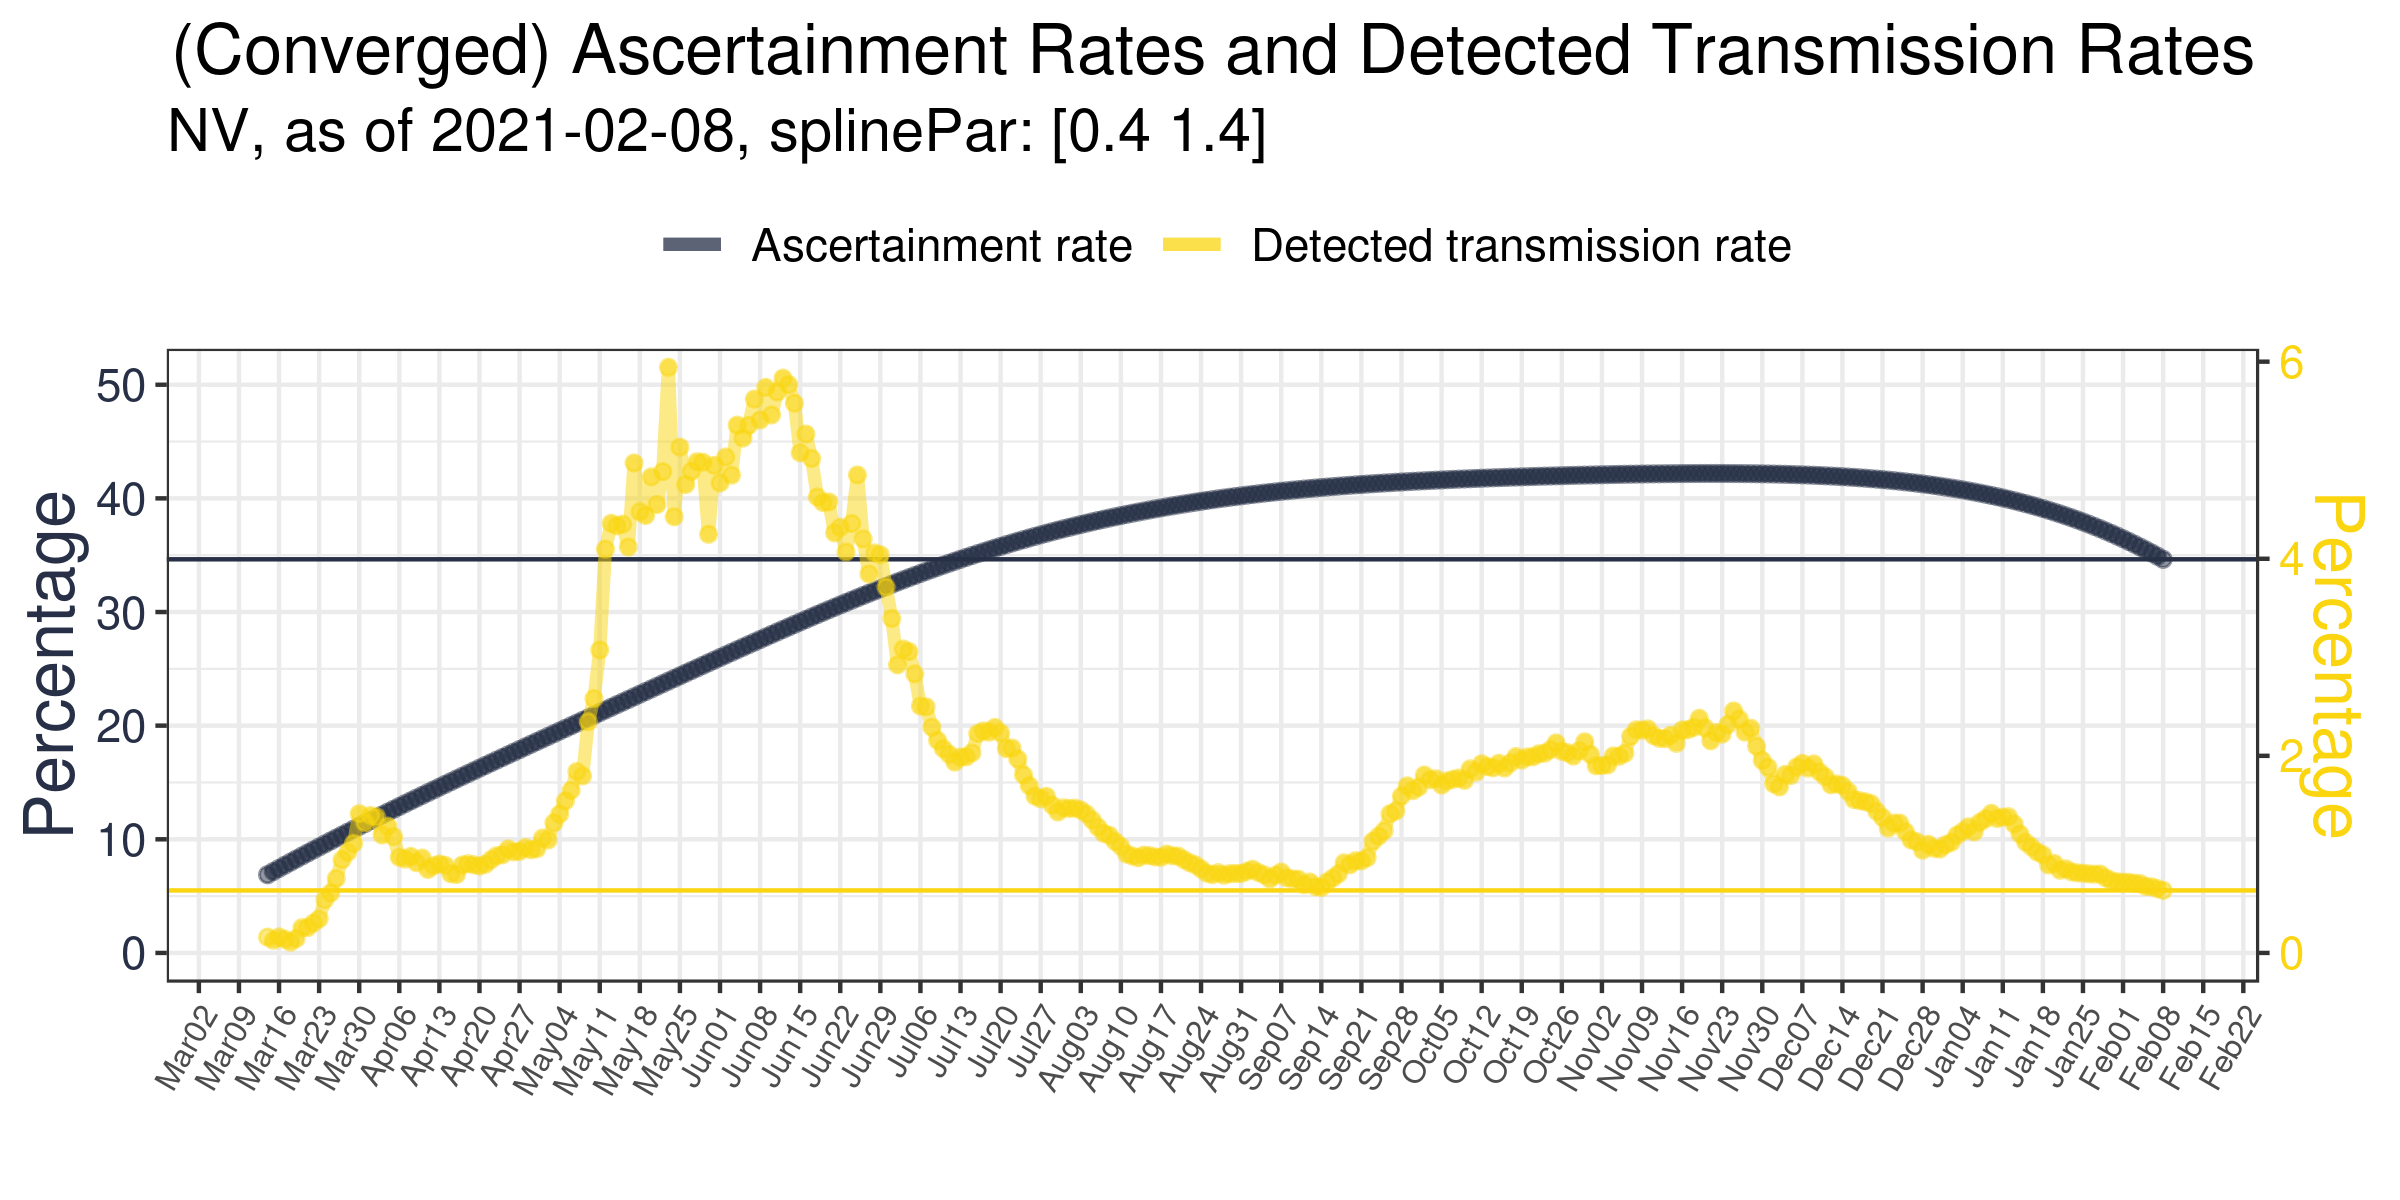 (Converged) Ascertainment Rates and Detected Transmission Rates
NV, as of 2021-02-08, splinePar: [0.4 1.4]
Ascertainment rate
Detected transmission rate
Percentage
50
40
30
20
10
0
6
4
2
0
Percentage
Mar02
Mar09
Mar16
Mar23
Mar30
Apr06
Apr13
Apr20
Apr27
May04
May11
May18
May25
Jun01
Jun08
Jun15
Jun22
Jun29
Jul06
Jul13
Jul20
Jul27
Aug03
Aug10
Aug17
Aug24
Aug31
Sep07
Sep14
Sep21
Sep28
Oct05
Oct12
Oct19
Oct26
Nov02
Nov09
Nov16
Nov23
Nov30
Dec07
Dec14
Dec21
Dec28
Jan04
Jan11
Jan18
Jan25
Feb01
Feb08
Feb15
Feb22